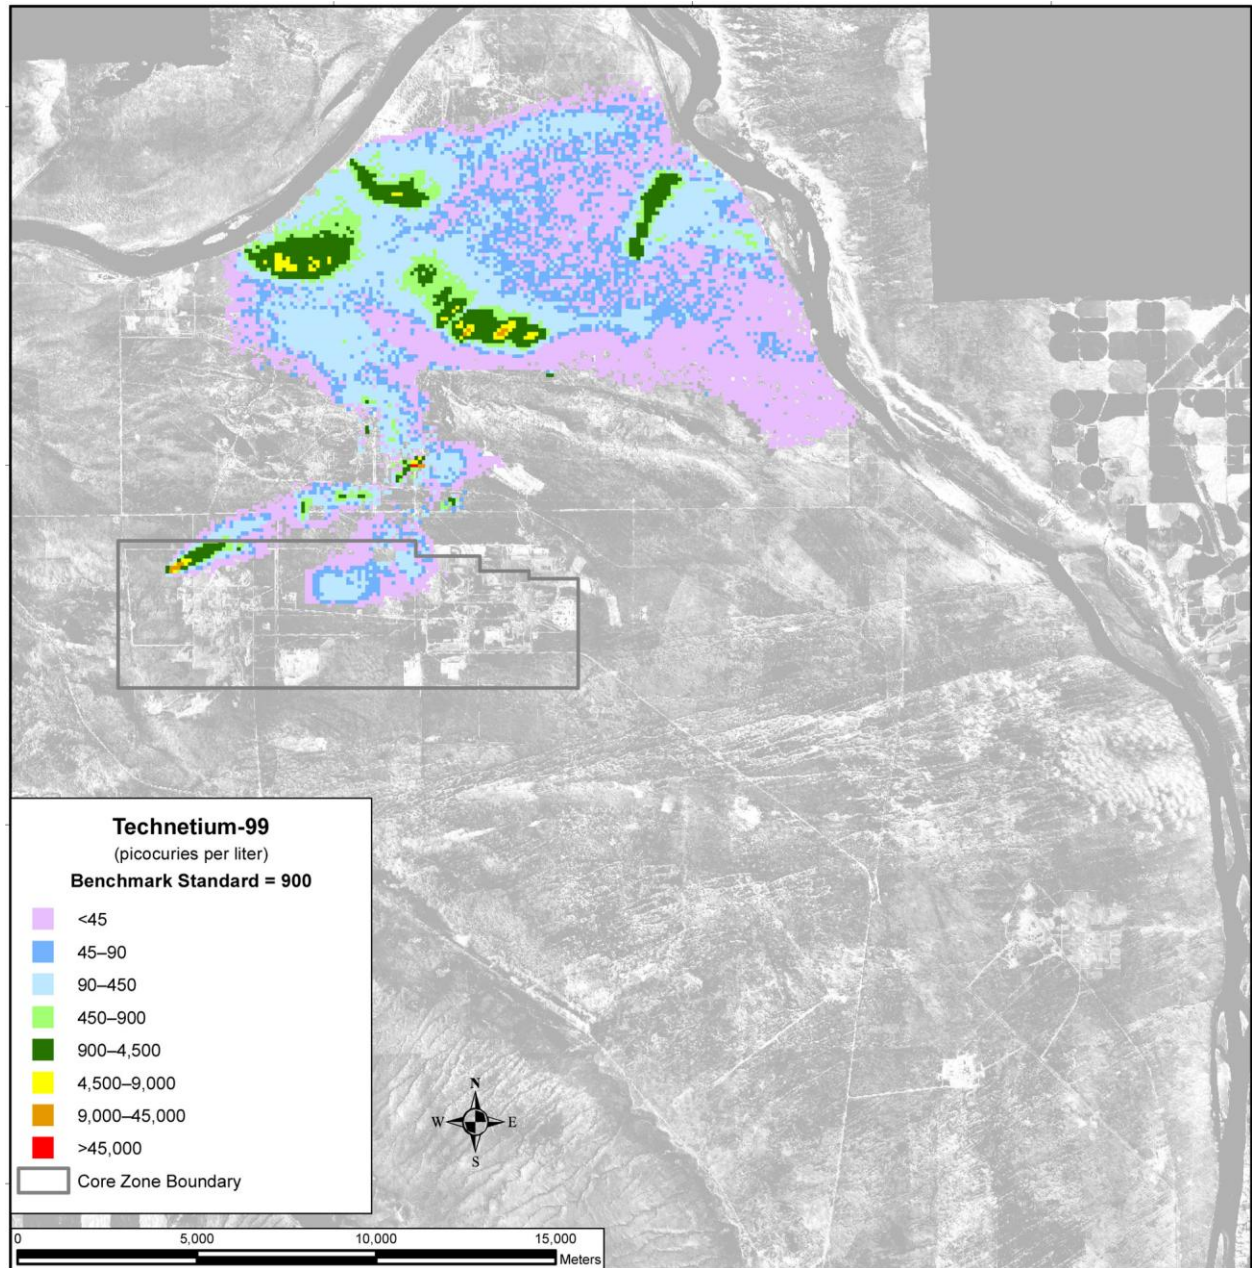 Technetium-99
(picocuries per liter)
Benchmark Standard = 900
<45
45–90
90–450
450–900
900–4,500
4,500–9,000
9,000–45,000
>45,000
Core Zone Boundary
N
W E
S
0 5,000 10,000 15,000
Meters